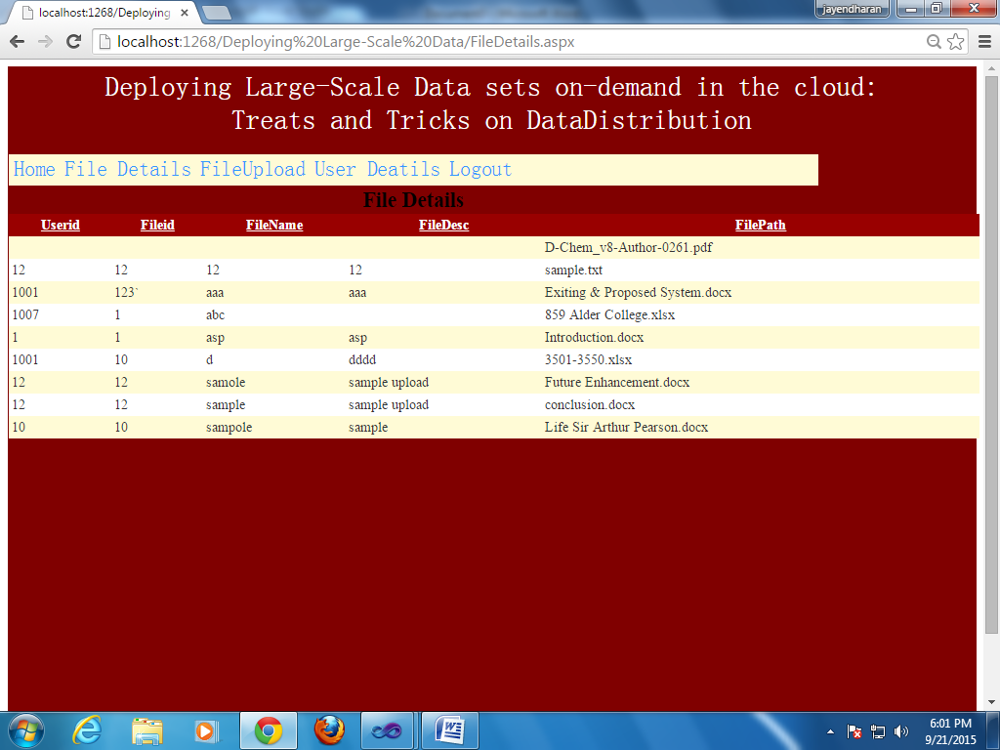 localhost:1268/Deploying
jayendharan
localhost:1268/Deploying%20Large-Scale%20Data/FileDetails.aspx
Deploying Large-Scale Data sets on-demand in the cloud:
Treats and Tricks on DataDistribution
Home File Details FileUpload User Deatils Logout
File Details
Userid Fileid FileName FileDesc FilePath
D-Chem_v8-Author-0261.pdf
12 12 12 12 sample.txt
1001 123` aaa aaa Exiting & Proposed System.docx
1007 1 abc 859 Alder College.xlsx
1 1 asp asp Introduction.docx
1001 10 d dddd 3501-3550.xlsx
12 12 samole sample upload Future Enhancement.docx
12 12 sample sample upload conclusion.docx
10 10 sampole sample Life Sir Arthur Pearson.docx
6:01 PM
9/21/2015